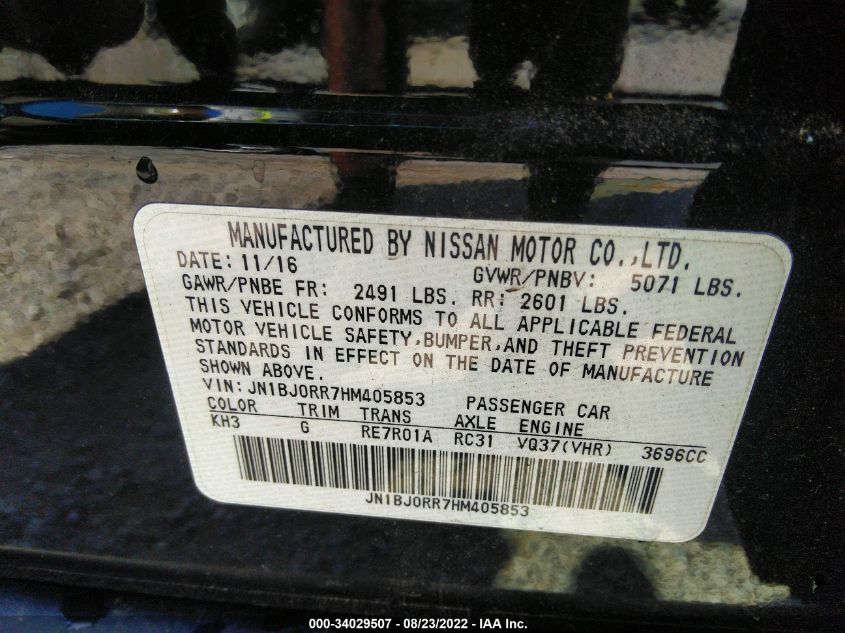 MANUFACTURED BY NISSAN MOTOR CO.,LTD.
DATE: 11/16 GVWR/PNBV: 5071 LBS.
GAWR/PNBE FR: 2491 LBS. RR: 2601 LBS.
THIS VEHICLE CONFORMS TO ALL APPLICABLE FEDERAL
MOTOR VEHICLE SAFETY,BUMPER,AND THEFT PREVENTION
STANDARDS IN EFFECT ON THE DATE OF MANUFACTURE
SHOWN ABOVE.
VIN: JN1BJ0RR7HM405853 PASSENGER CAR
COLOR TRIM TRANS AXLE ENGINE
KH3 G RE7R01A RC31 VQ37(VHR) 3696CC
JN1BJ0RR7HM405853
000-34029507 - 08/23/2022 - IAA Inc.